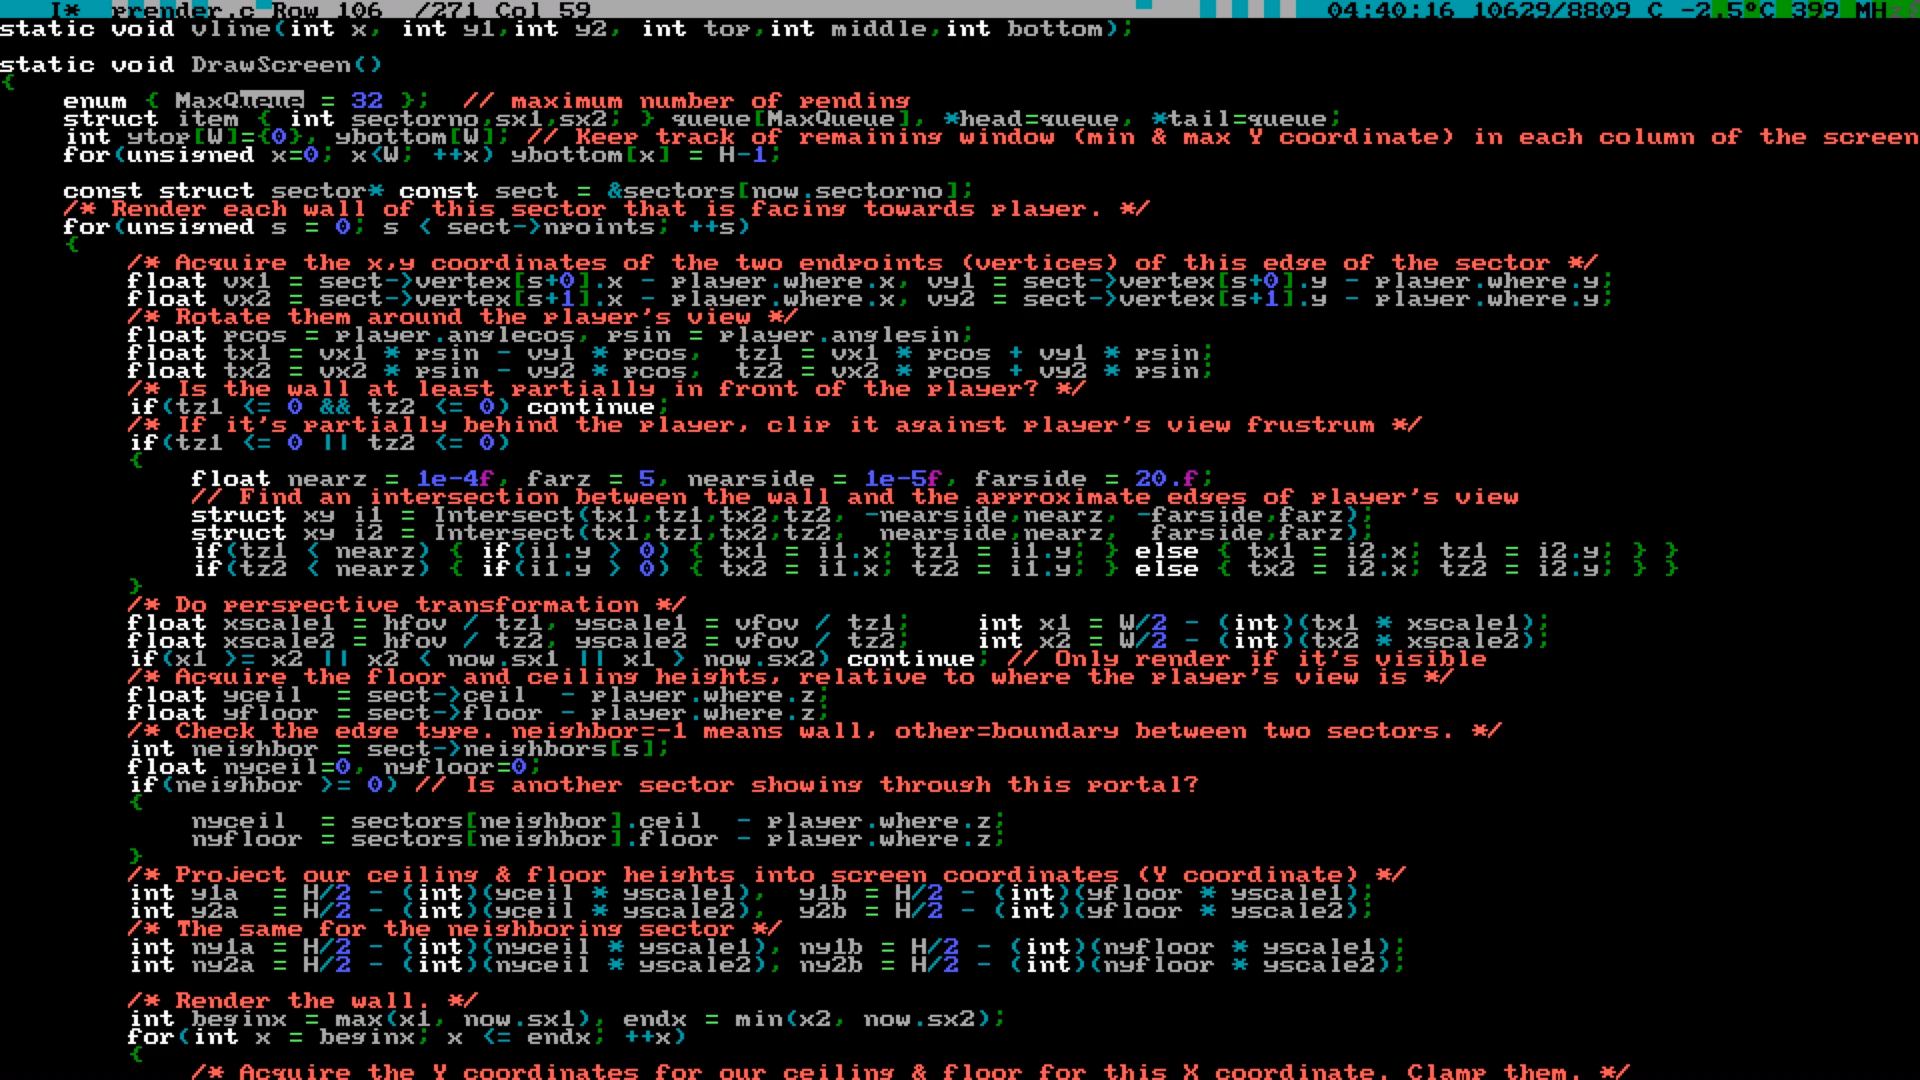 I* prender.c Row 106 /271 Col 59 04:40:16 10629/8809 C -2.5°C 399 MH
static void vline(int x, int y1,int y2, int top,int middle,int bottom);
static void DrawScreen()
{
enum { MaxQueue = 32 }; // maximum number of pending
struct item { int sectorno,sx1,sx2; } queue[MaxQueue], *head=queue, *tail=queue;
int ytop[W]={0}, ybottom[W]; // Keep track of remaining window (min & max Y coordinate) in each column of the screen
for(unsigned x=0; x<W; ++x) ybottom[x] = H-1;
const struct sector* const sect = &sectors[now.sectorno];
/* Render each wall of this sector that is facing towards player. */
for(unsigned s = 0; s < sect->npoints; ++s)
{
/* Acquire the x,y coordinates of the two endpoints (vertices) of this edge of the sector */
float vx1 = sect->vertex[s+0].x - player.where.x, vy1 = sect->vertex[s+0].y - player.where.y;
float vx2 = sect->vertex[s+1].x - player.where.x, vy2 = sect->vertex[s+1].y - player.where.y;
/* Rotate them around the player's view */
float pcos = player.anglecos, psin = player.anglesin;
float tx1 = vx1 * psin - vy1 * pcos,  tz1 = vx1 * pcos + vy1 * psin;
float tx2 = vx2 * psin - vy2 * pcos,  tz2 = vx2 * pcos + vy2 * psin;
/* Is the wall at least partially in front of the player? */
if(tz1 <= 0 && tz2 <= 0) continue;
/* If it's partially behind the player, clip it against player's view frustrum */
if(tz1 <= 0 || tz2 <= 0)
{
float nearz = 1e-4f, farz = 5, nearside = 1e-5f, farside = 20.f;
// Find an intersection between the wall and the approximate edges of player's view
struct xy i1 = Intersect(tx1,tz1,tx2,tz2, -nearside,nearz, -farside,farz);
struct xy i2 = Intersect(tx1,tz1,tx2,tz2,  nearside,nearz,  farside,farz);
if(tz1 < nearz) { if(i1.y > 0) { tx1 = i1.x; tz1 = i1.y; } else { tx1 = i2.x; tz1 = i2.y; } }
if(tz2 < nearz) { if(i1.y > 0) { tx2 = i1.x; tz2 = i1.y; } else { tx2 = i2.x; tz2 = i2.y; } }
}
/* Do perspective transformation */
float xscale1 = hfov / tz1, yscale1 = vfov / tz1;    int x1 = W/2 - (int)(tx1 * xscale1);
float xscale2 = hfov / tz2, yscale2 = vfov / tz2;    int x2 = W/2 - (int)(tx2 * xscale2);
if(x1 >= x2 || x2 < now.sx1 || x1 > now.sx2) continue; // Only render if it's visible
/* Acquire the floor and ceiling heights, relative to where the player's view is */
float yceil  = sect->ceil  - player.where.z;
float yfloor = sect->floor - player.where.z;
/* Check the edge type. neighbor=-1 means wall, other=boundary between two sectors. */
int neighbor = sect->neighbors[s];
float nyceil=0, nyfloor=0;
if(neighbor >= 0) // Is another sector showing through this portal?
{
nyceil  = sectors[neighbor].ceil  - player.where.z;
nyfloor = sectors[neighbor].floor - player.where.z;
}
/* Project our ceiling & floor heights into screen coordinates (Y coordinate) */
int y1a  = H/2 - (int)(yceil * yscale1),  y1b = H/2 - (int)(yfloor * yscale1);
int y2a  = H/2 - (int)(yceil * yscale2),  y2b = H/2 - (int)(yfloor * yscale2);
/* The same for the neighboring sector */
int ny1a = H/2 - (int)(nyceil * yscale1), ny1b = H/2 - (int)(nyfloor * yscale1);
int ny2a = H/2 - (int)(nyceil * yscale2), ny2b = H/2 - (int)(nyfloor * yscale2);
/* Render the wall. */
int beginx = max(x1, now.sx1), endx = min(x2, now.sx2);
for(int x = beginx; x <= endx; ++x)
{
/* Acquire the Y coordinates for our ceiling & floor for this X coordinate. Clamp them. */